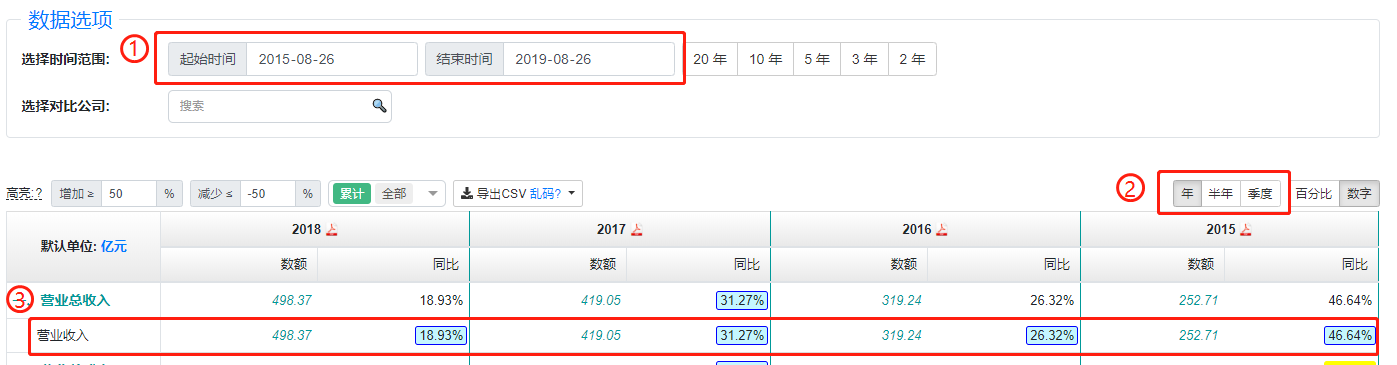 数据选项
① 选择时间范围: 起始时间 2015-08-26 结束时间 2019-08-26 20 年 10 年 5 年 3 年 2 年
选择对比公司: 搜索
高亮:? 增加 ≥ 50 % 减少 ≤ -50 % 累计 全部 导出CSV 乱码? ② 年 半年 季度 百分比 数字
默认单位: 亿元 2018 2017 2016 2015
数额 同比 数额 同比 数额 同比 数额 同比
③ 营业总收入 498.37 18.93% 419.05 31.27% 319.24 26.32% 252.71 46.64%
营业收入 498.37 18.93% 419.05 31.27% 319.24 26.32% 252.71 46.64%